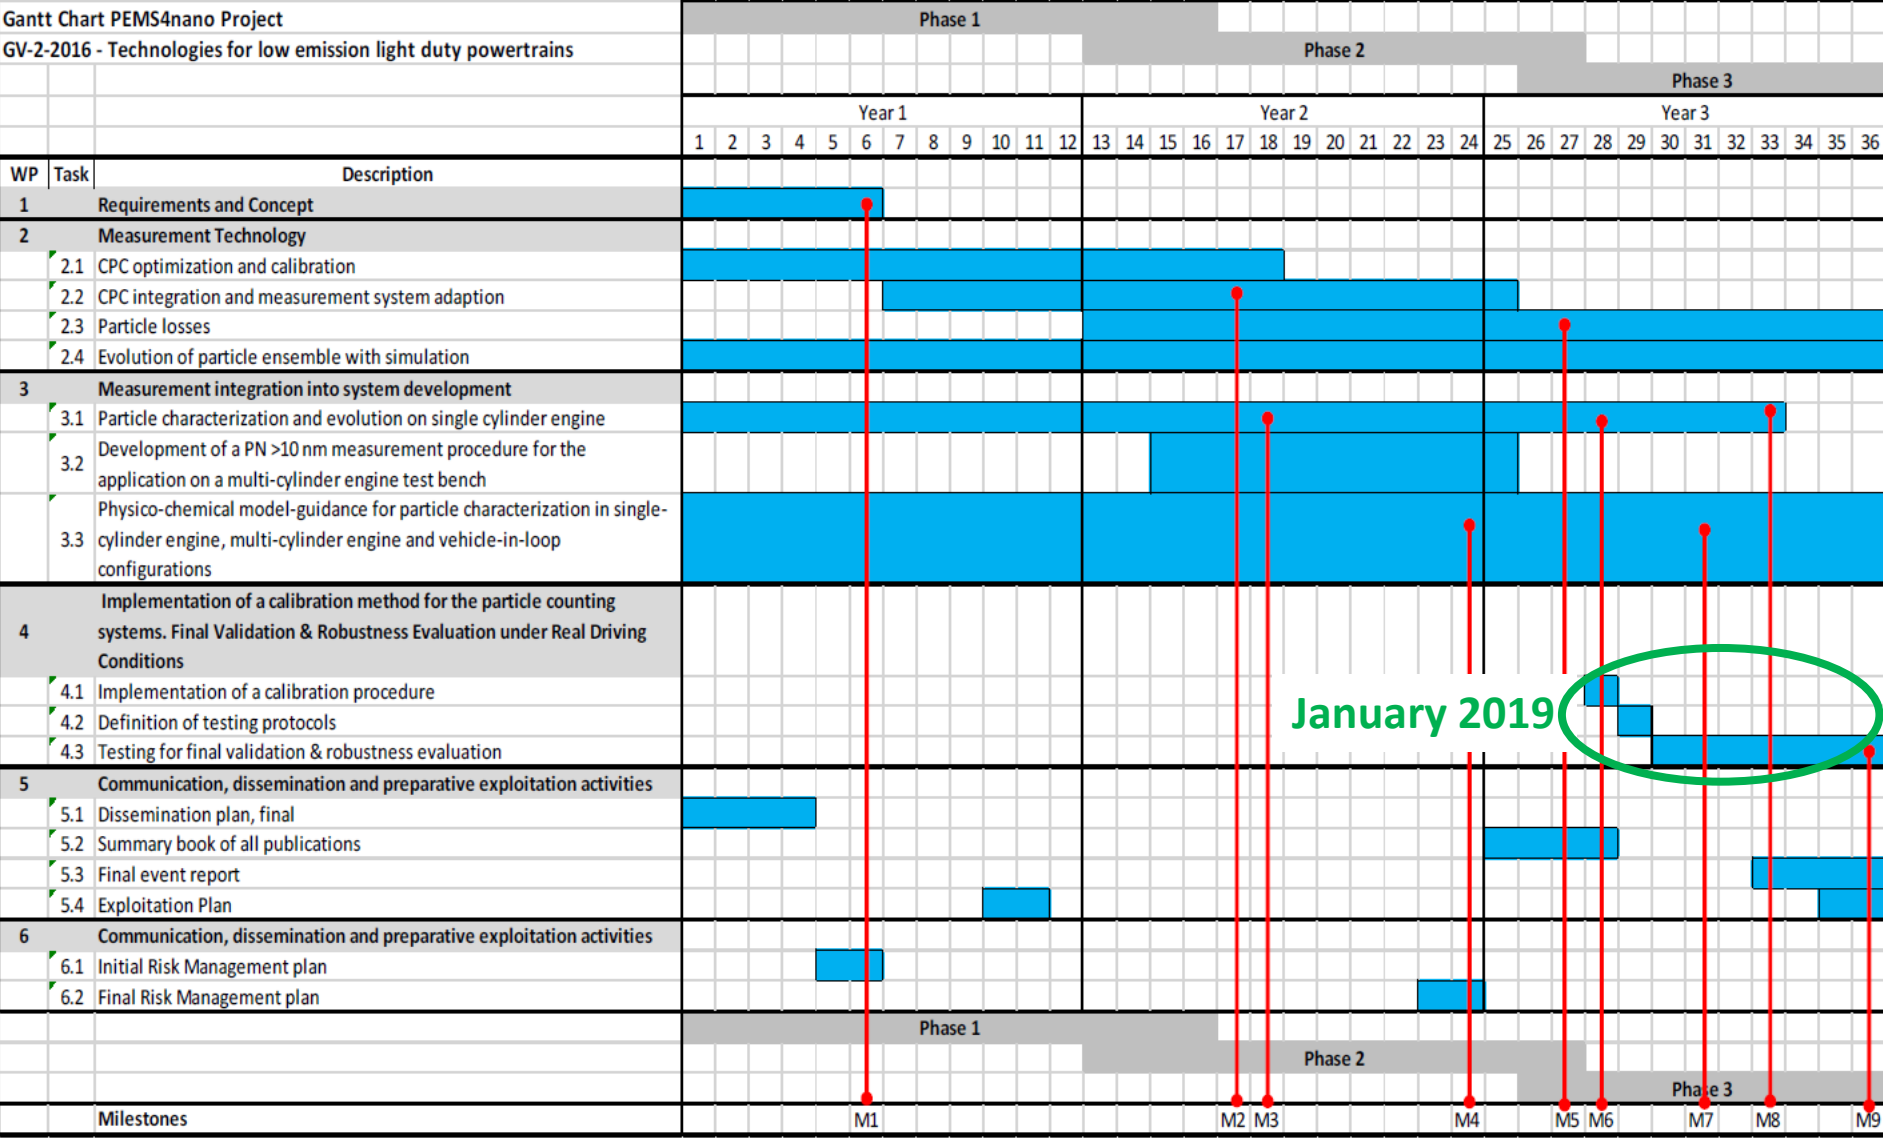 Gantt Chart PEMS4nano Project
Phase 1
GV-2-2016 - Technologies for low emission light duty powertrains
Phase 2
Phase 3
Year 1 Year 2 Year 3
1 2 3 4 5 6 7 8 9 10 11 12 13 14 15 16 17 18 19 20 21 22 23 24 25 26 27 28 29 30 31 32 33 34 35 36
WP Task Description
1 Requirements and Concept
2 Measurement Technology
2.1 CPC optimization and calibration
2.2 CPC integration and measurement system adaption
2.3 Particle losses
2.4 Evolution of particle ensemble with simulation
3 Measurement integration into system development
3.1 Particle characterization and evolution on single cylinder engine
3.2 Development of a PN >10 nm measurement procedure for the
application on a multi-cylinder engine test bench
3.3 Physico-chemical model-guidance for particle characterization in single-
cylinder engine, multi-cylinder engine and vehicle-in-loop
configurations
4 Implementation of a calibration method for the particle counting
systems. Final Validation & Robustness Evaluation under Real Driving
Conditions
4.1 Implementation of a calibration procedure
4.2 Definition of testing protocols
January 2019
4.3 Testing for final validation & robustness evaluation
5 Communication, dissemination and preparative exploitation activities
5.1 Dissemination plan, final
5.2 Summary book of all publications
5.3 Final event report
5.4 Exploitation Plan
6 Communication, dissemination and preparative exploitation activities
6.1 Initial Risk Management plan
6.2 Final Risk Management plan
Phase 1
Phase 2
Phase 3
Milestones M1 M2 M3 M4 M5 M6 M7 M8 M9